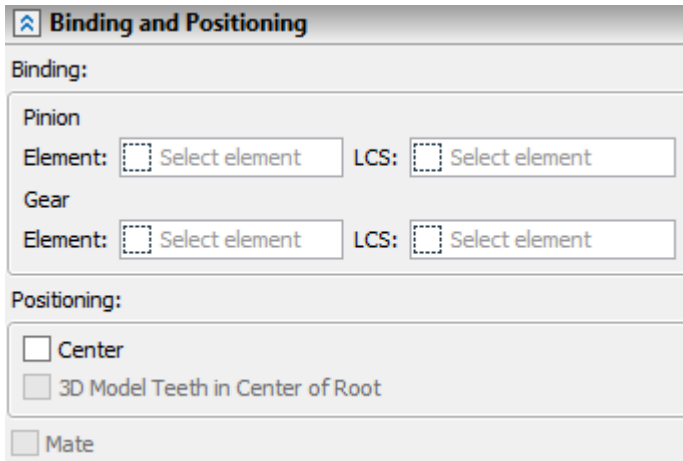 Binding and Positioning
Binding:
Pinion
Element: Select element LCS: Select element
Gear
Element: Select element LCS: Select element
Positioning:
Center
3D Model Teeth in Center of Root
Mate